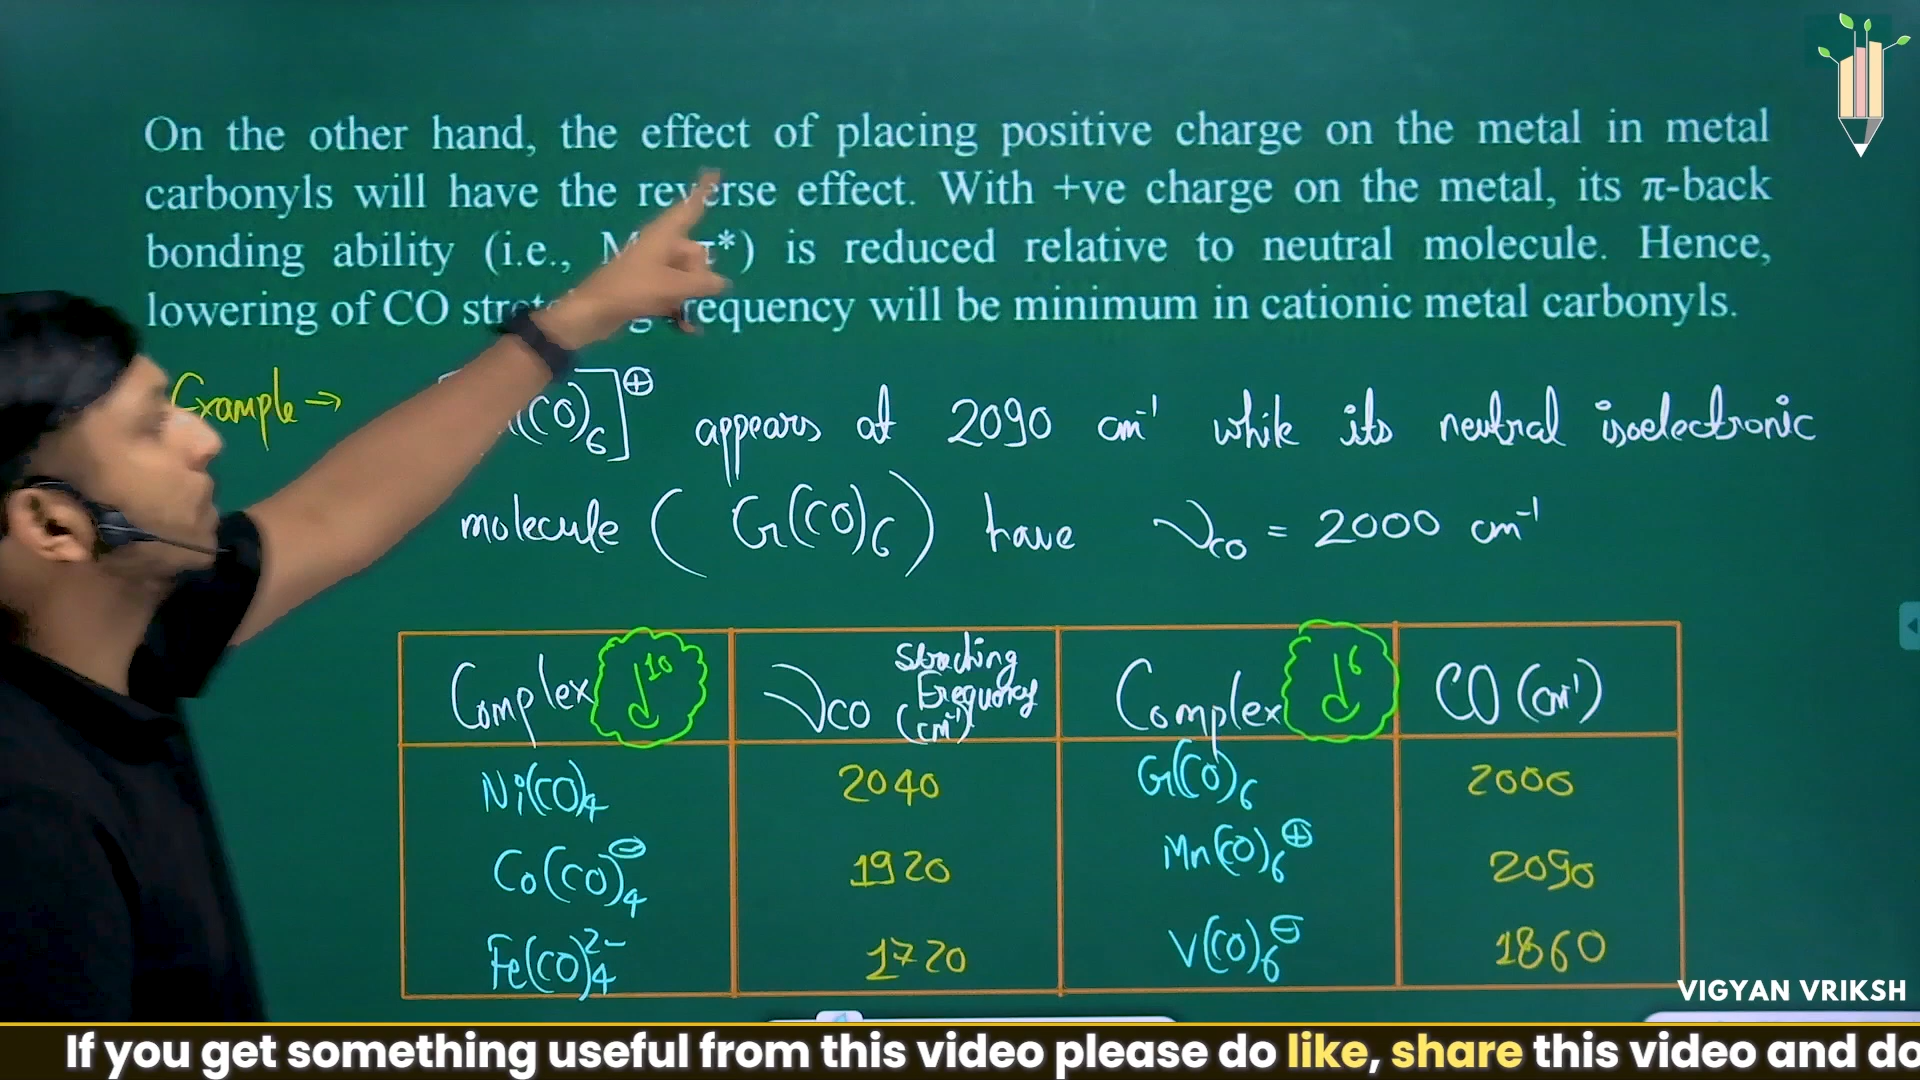 On the other hand, the effect of placing positive charge on the metal in metal
carbonyls will have the reverse effect. With +ve charge on the metal, its π-back
bonding ability (i.e., M π*) is reduced relative to neutral molecule. Hence,
lowering of CO frequency will be minimum in cationic metal carbonyls.
Example → (CO)₆]⊕ appears at 2090 cm⁻¹ while its neutral isoelectronic
molecule ( Cr(CO)₆ ) have ν_CO = 2000 cm⁻¹
Complex d¹⁰ ν_CO Streching Frequency (cm⁻¹) Complex d⁶ CO (cm⁻¹)
Ni(CO)₄ 2040 Cr(CO)₆ 2000
Co(CO)₄⊖ 1920 Mn(CO)₆⊕ 2090
Fe(CO)₄²⁻ 1720 V(CO)₆⊖ 1860
VIGYAN VRIKSH
If you get something useful from this video please do like, share this video and do